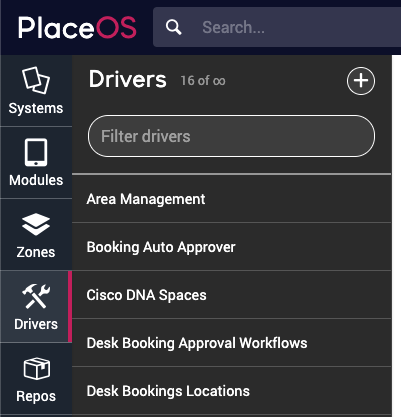 PlaceOS
Search...
Systems
Modules
Zones
Drivers
Repos
Drivers 16 of ∞
Filter drivers
Area Management
Booking Auto Approver
Cisco DNA Spaces
Desk Booking Approval Workflows
Desk Bookings Locations